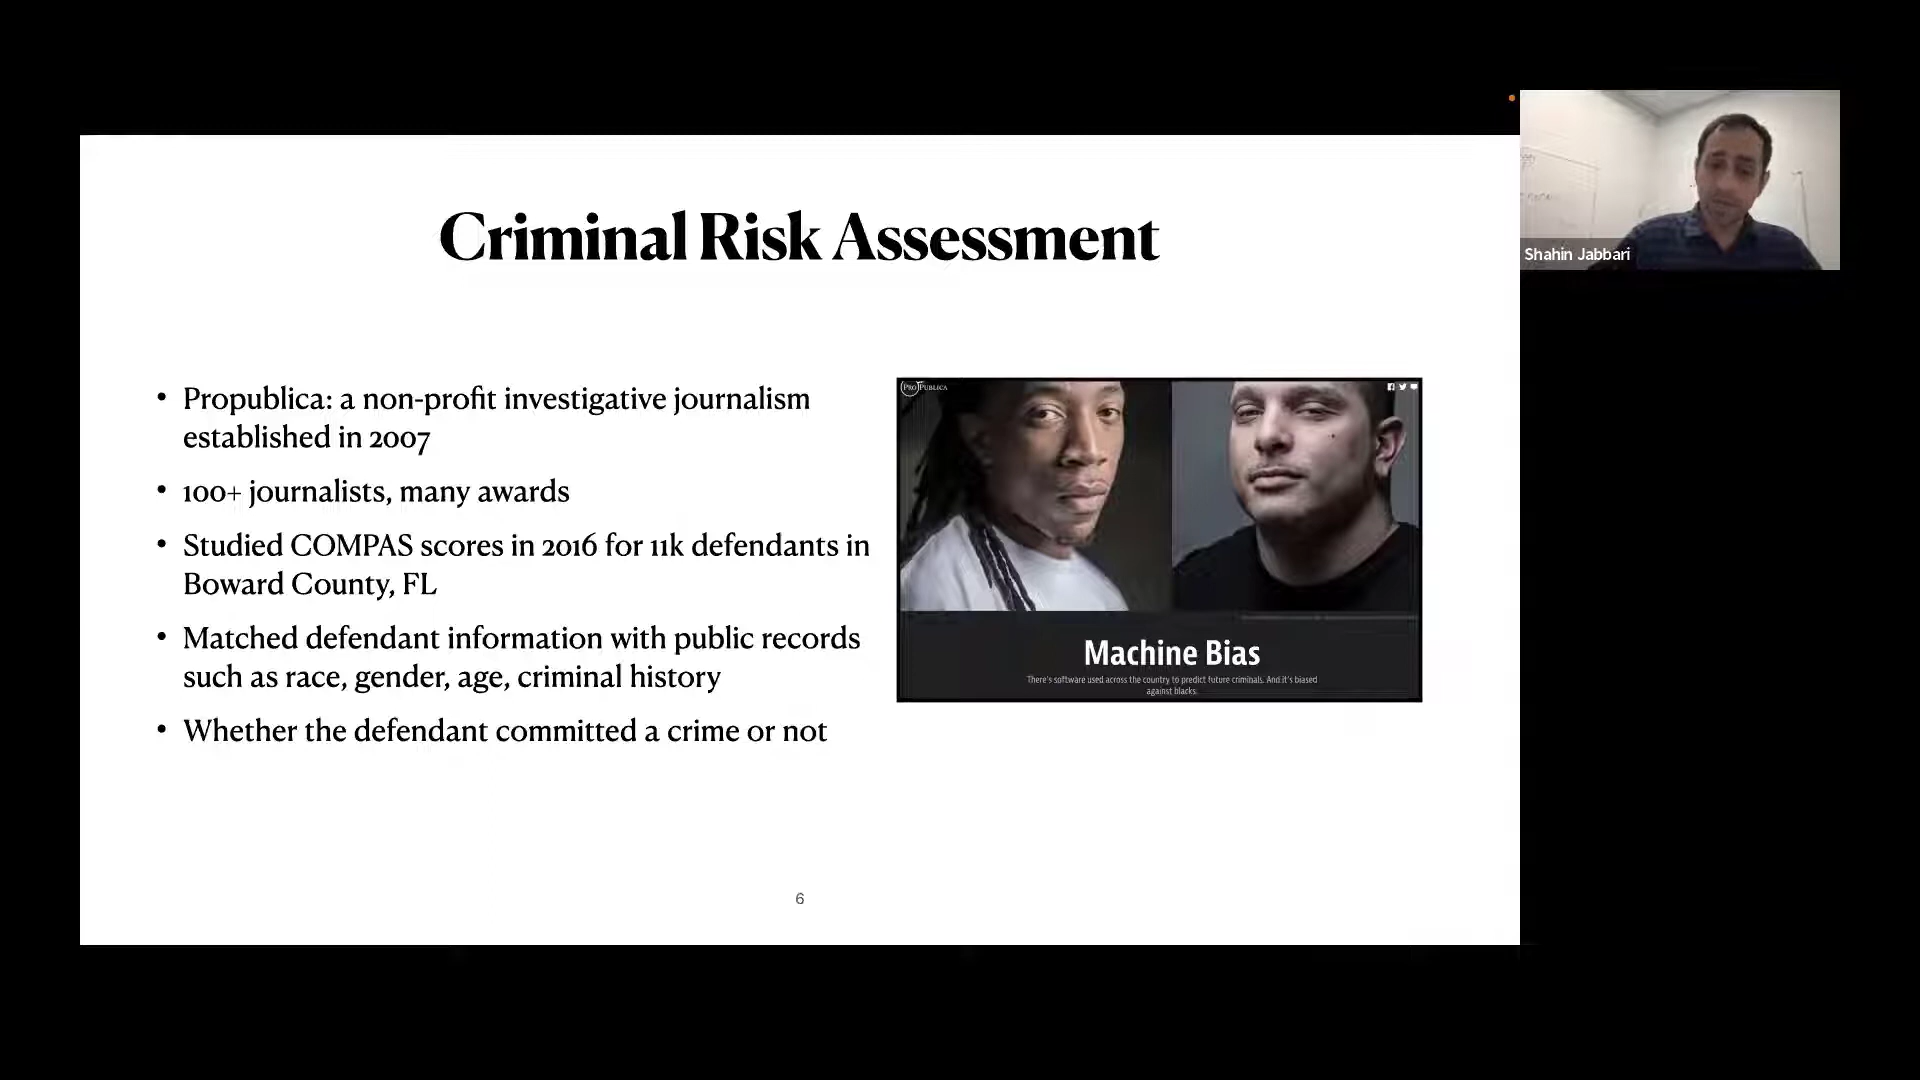 Criminal Risk Assessment
• Propublica: a non-profit investigative journalism
established in 2007
• 100+ journalists, many awards
• Studied COMPAS scores in 2016 for 11k defendants in
Boward County, FL
• Matched defendant information with public records
such as race, gender, age, criminal history
• Whether the defendant committed a crime or not
PROPUBLICA
Machine Bias
There's software used across the country to predict future criminals. And it's biased
against blacks.
6
Shahin Jabbari